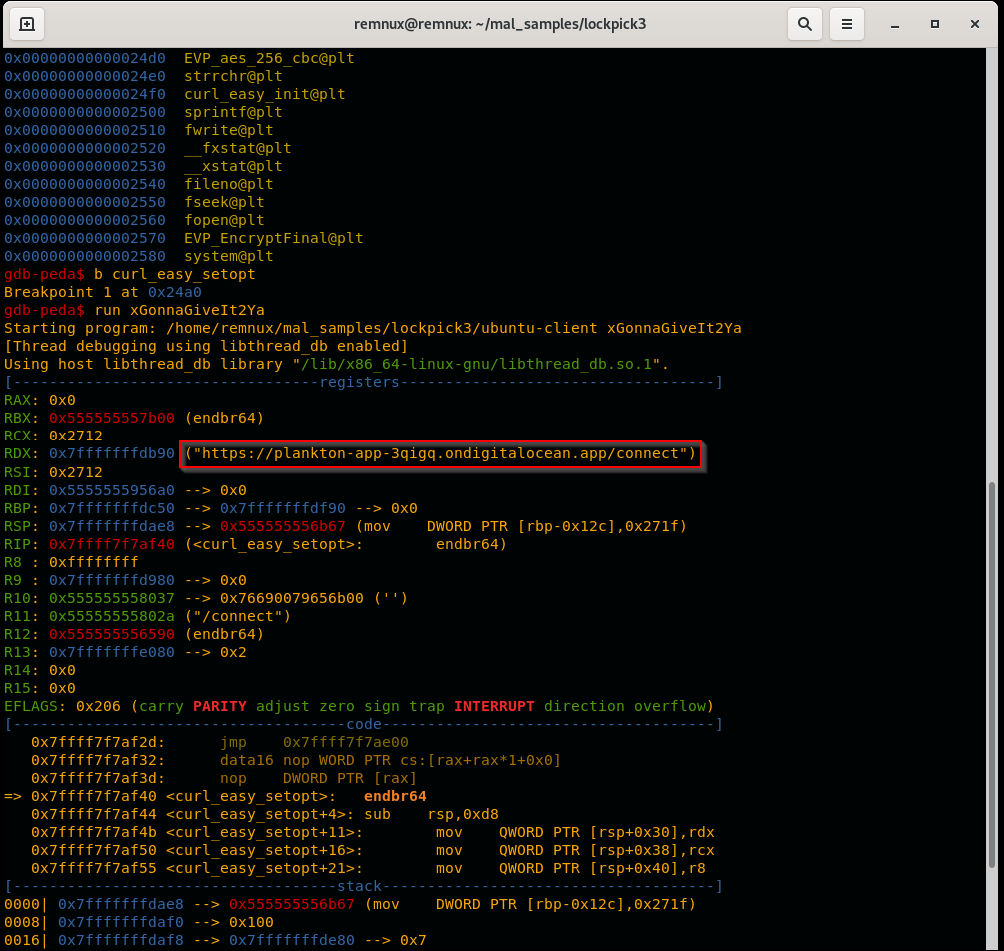 remnux@remnux: ~/mal_samples/lockpick3
0x00000000000024d0  EVP_aes_256_cbc@plt
0x00000000000024e0  strrchr@plt
0x00000000000024f0  curl_easy_init@plt
0x0000000000002500  sprintf@plt
0x0000000000002510  fwrite@plt
0x0000000000002520  __fxstat@plt
0x0000000000002530  __xstat@plt
0x0000000000002540  fileno@plt
0x0000000000002550  fseek@plt
0x0000000000002560  fopen@plt
0x0000000000002570  EVP_EncryptFinal@plt
0x0000000000002580  system@plt
gdb-peda$ b curl_easy_setopt
Breakpoint 1 at 0x24a0
gdb-peda$ run xGonnaGiveIt2Ya
Starting program: /home/remnux/mal_samples/lockpick3/ubuntu-client xGonnaGiveIt2Ya
[Thread debugging using libthread_db enabled]
Using host libthread_db library "/lib/x86_64-linux-gnu/libthread_db.so.1".
[----------------------------------registers-----------------------------------]
RAX: 0x0
RBX: 0x555555557b00 (endbr64)
RCX: 0x2712
RDX: 0x7fffffffdb90 ("https://plankton-app-3qigq.ondigitalocean.app/connect")
RSI: 0x2712
RDI: 0x5555555956a0 --> 0x0
RBP: 0x7fffffffdc50 --> 0x7fffffffdf90 --> 0x0
RSP: 0x7fffffffdae8 --> 0x555555556b67 (mov    DWORD PTR [rbp-0x12c],0x271f)
RIP: 0x7ffff7f7af40 (<curl_easy_setopt>:        endbr64)
R8 : 0xffffffff
R9 : 0x7fffffffd980 --> 0x0
R10: 0x555555558037 --> 0x76690079656b00 ('')
R11: 0x55555555802a ("/connect")
R12: 0x555555556590 (endbr64)
R13: 0x7fffffffe080 --> 0x2
R14: 0x0
R15: 0x0
EFLAGS: 0x206 (carry PARITY adjust zero sign trap INTERRUPT direction overflow)
[-------------------------------------code-------------------------------------]
   0x7ffff7f7af2d:      jmp    0x7ffff7f7ae00
   0x7ffff7f7af32:      data16 nop WORD PTR cs:[rax+rax*1+0x0]
   0x7ffff7f7af3d:      nop    DWORD PTR [rax]
=> 0x7ffff7f7af40 <curl_easy_setopt>:   endbr64
   0x7ffff7f7af44 <curl_easy_setopt+4>: sub    rsp,0xd8
   0x7ffff7f7af4b <curl_easy_setopt+11>:        mov    QWORD PTR [rsp+0x30],rdx
   0x7ffff7f7af50 <curl_easy_setopt+16>:        mov    QWORD PTR [rsp+0x38],rcx
   0x7ffff7f7af55 <curl_easy_setopt+21>:        mov    QWORD PTR [rsp+0x40],r8
[------------------------------------stack-------------------------------------]
0000| 0x7fffffffdae8 --> 0x555555556b67 (mov    DWORD PTR [rbp-0x12c],0x271f)
0008| 0x7fffffffdaf0 --> 0x100
0016| 0x7fffffffdaf8 --> 0x7fffffffde80 --> 0x7